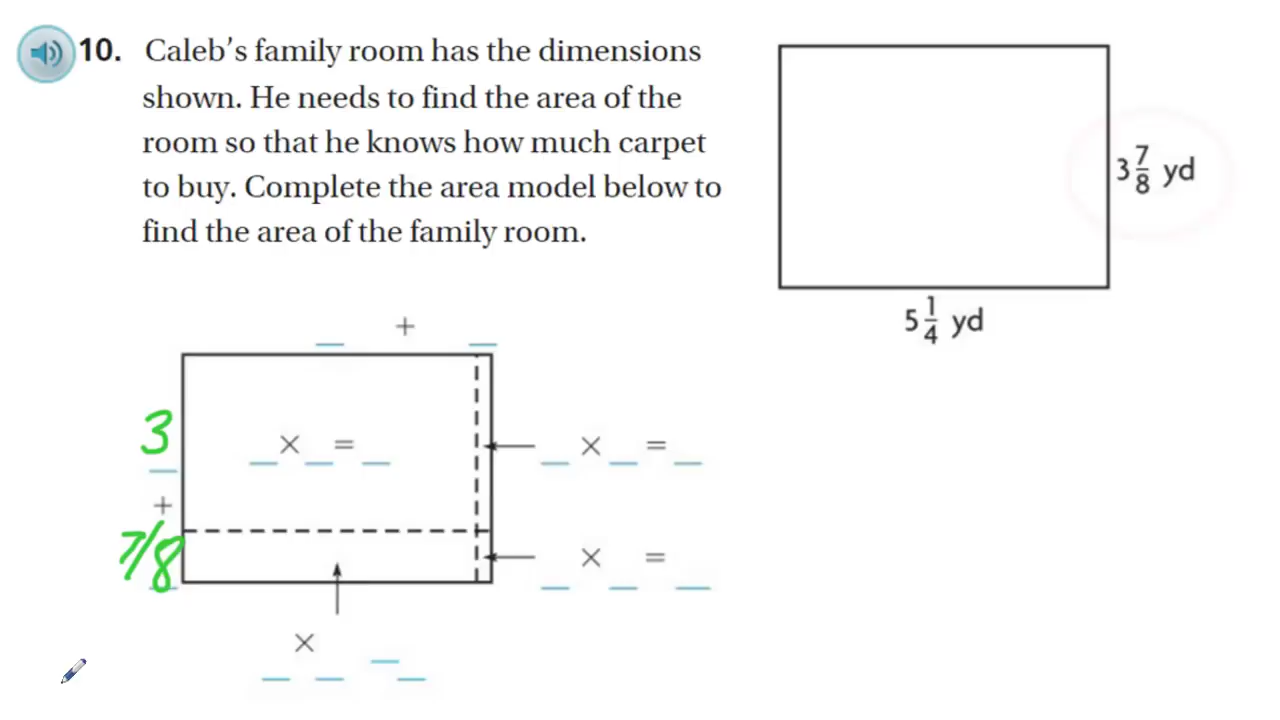 10. Caleb's family room has the dimensions
shown. He needs to find the area of the
room so that he knows how much carpet
to buy. Complete the area model below to
find the area of the family room.
3 7/8 yd
5 1/4 yd
_ + _
3
_
+
7/8
_
_ × _ = _
_ × _ = _
_ × _ = _
_ × _ = _